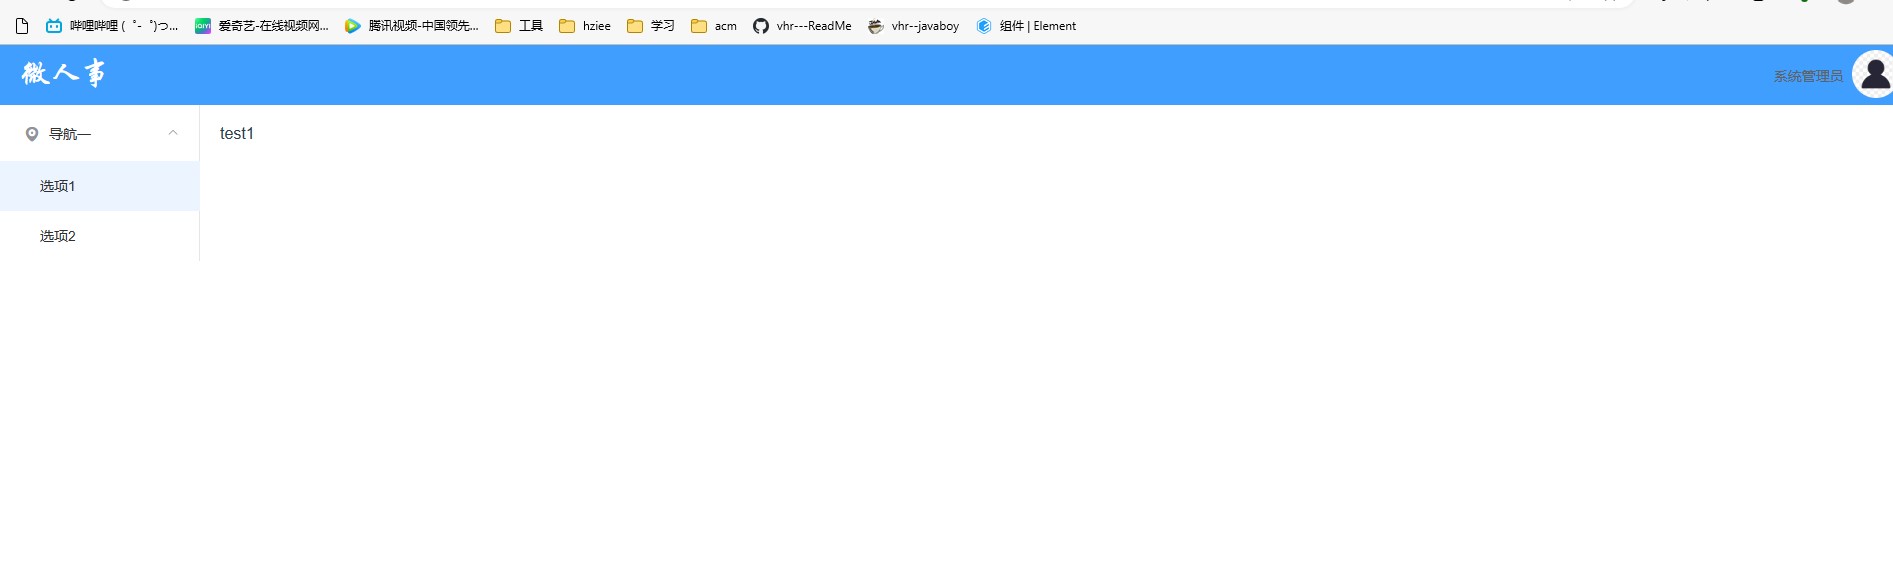 哔哩哔哩 ( ゜- ゜)つ... 爱奇艺-在线视频网... 腾讯视频-中国领先... 工具 hziee 学习 acm vhr---ReadMe vhr--javaboy 组件 | Element
微人事 系统管理员
导航一 test1
选项1
选项2